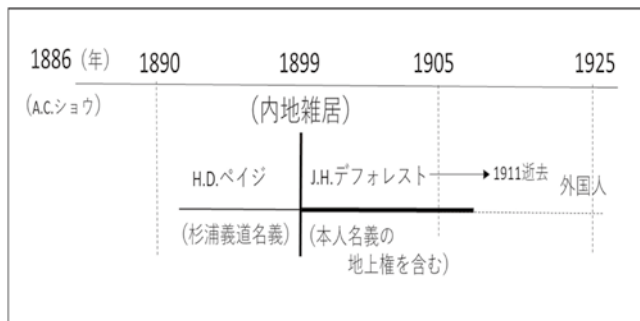 1886（年） 1890 1899 1905 1925
(A.C.ショウ)
(内地雑居)
H.D.ペイジ J.H.デフォレスト 1911逝去 外国人
(杉浦義道名義) (本人名義の
地上権を含む)